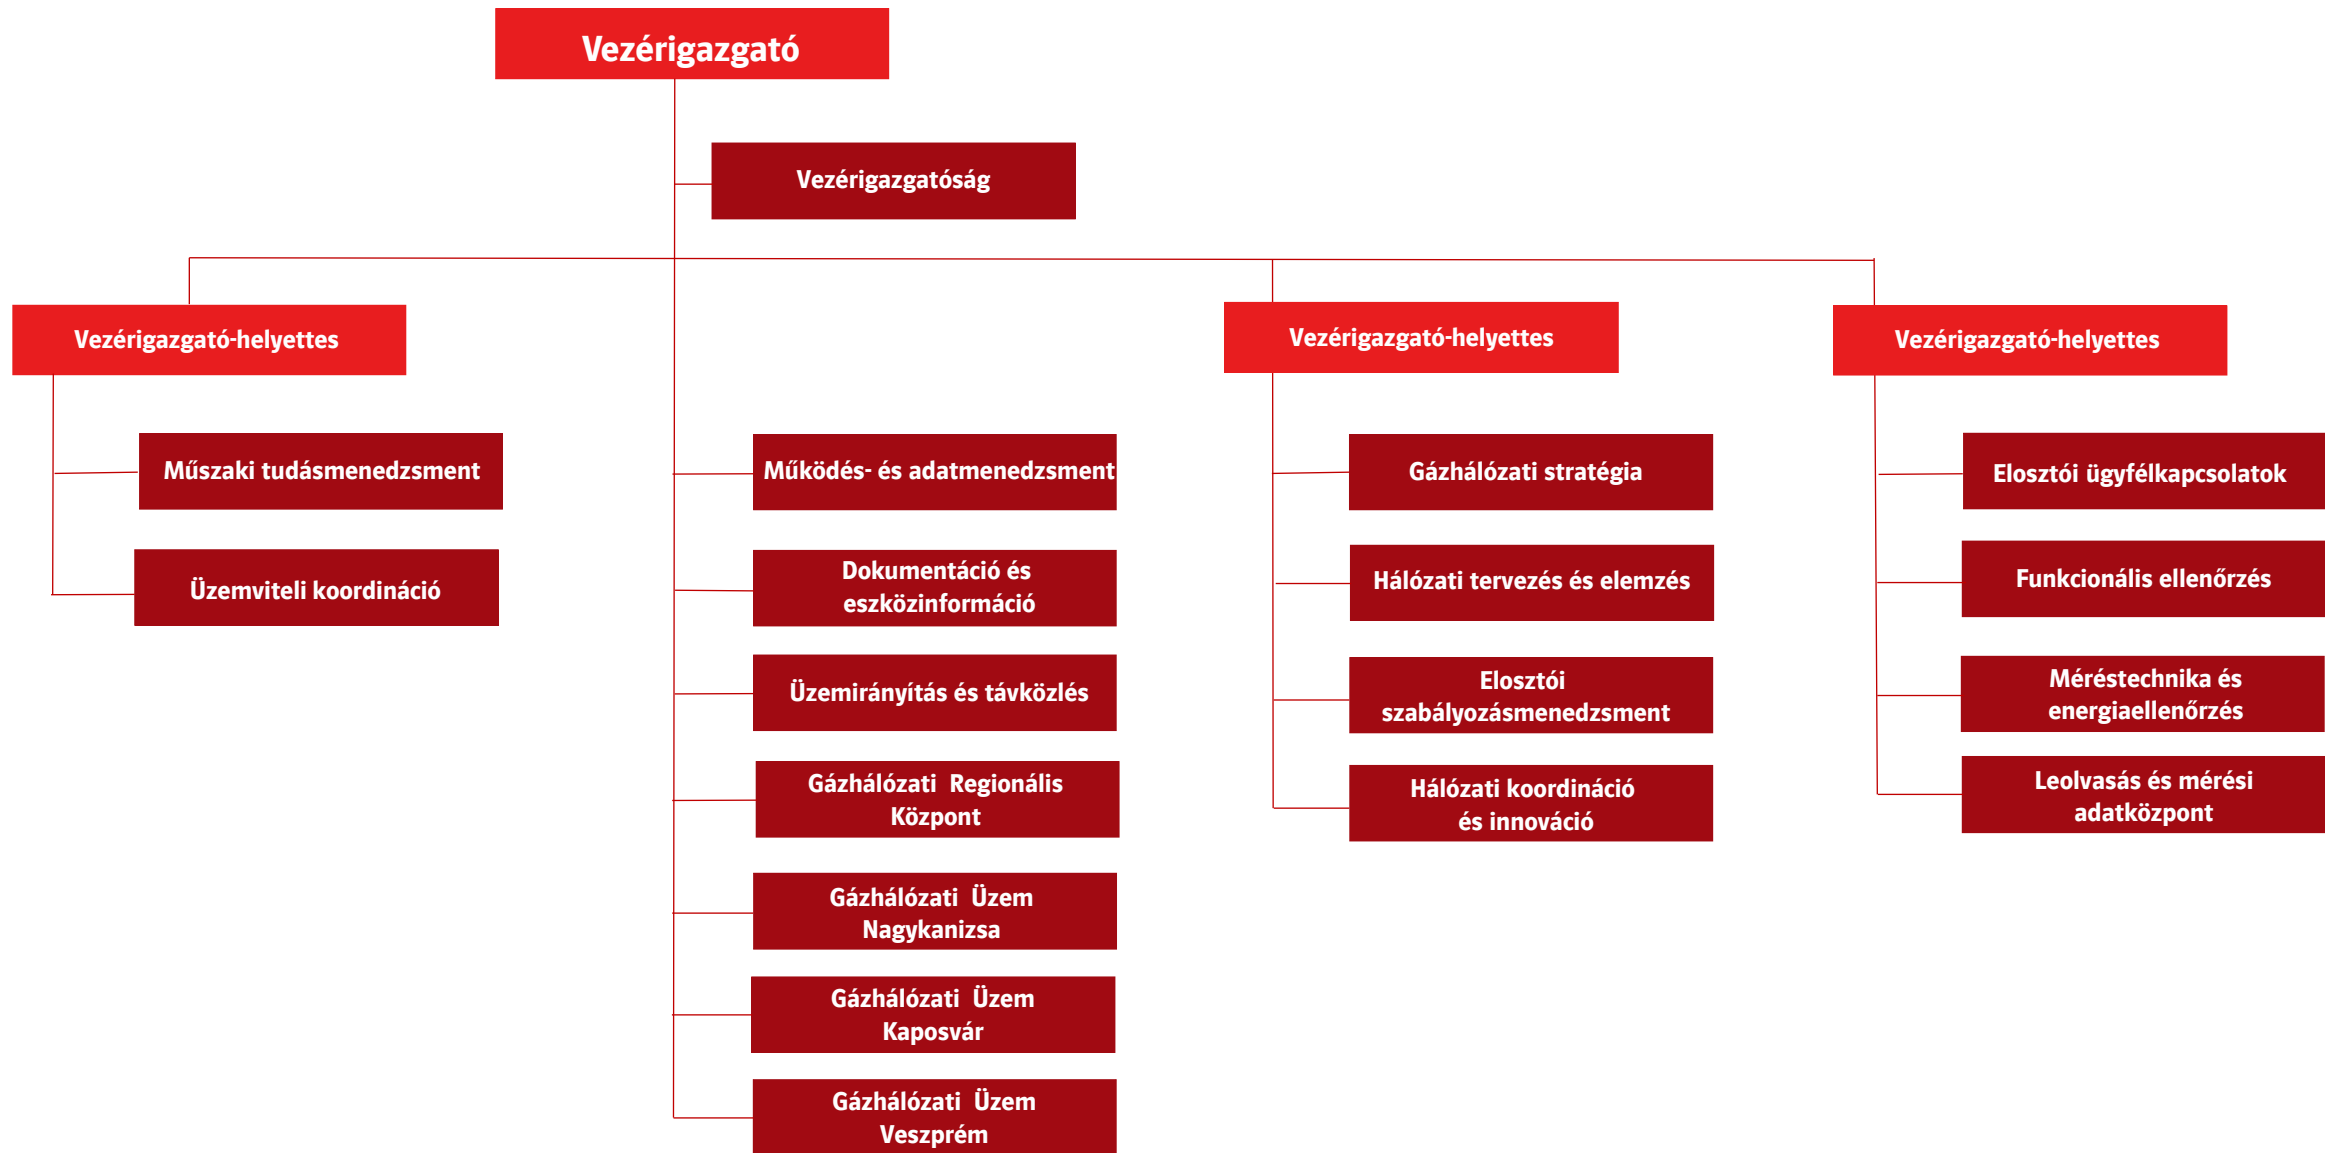 Vezérigazgató
Vezérigazgatóság
Vezérigazgató-helyettes
Műszaki tudásmenedzsment
Üzemviteli koordináció
Működés- és adatmenedzsment
Dokumentáció és
eszközinformáció
Üzemirányítás és távközlés
Gázhálózati Regionális
Központ
Gázhálózati Üzem
Nagykanizsa
Gázhálózati Üzem
Kaposvár
Gázhálózati Üzem
Veszprém
Vezérigazgató-helyettes
Gázhálózati stratégia
Hálózati tervezés és elemzés
Elosztói
szabályozásmenedzsment
Hálózati koordináció
és innováció
Vezérigazgató-helyettes
Elosztói ügyfélkapcsolatok
Funkcionális ellenőrzés
Méréstechnika és
energiaellenőrzés
Leolvasás és mérési
adatközpont